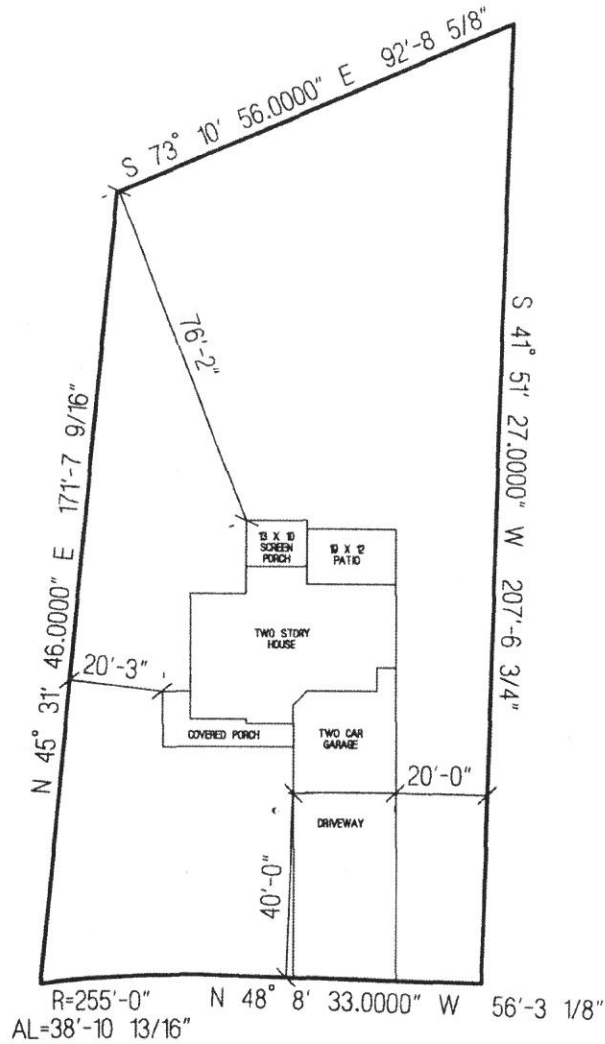 S 73° 10' 56.0000" E 92'-8 5/8"
76'-2"
S 41° 51' 27.0000" W 207'-6 3/4"
N 45° 31' 46.0000" E 171'-7 9/16"
13 X 10
SCREEN
PORCH
19 X 12
PATIO
TWO STORY
HOUSE
20'-3"
COVERED PORCH
TWO CAR
GARAGE
20'-0"
DRIVEWAY
40'-0"
R=255'-0" N 48° 8' 33.0000" W 56'-3 1/8"
AL=38'-10 13/16"